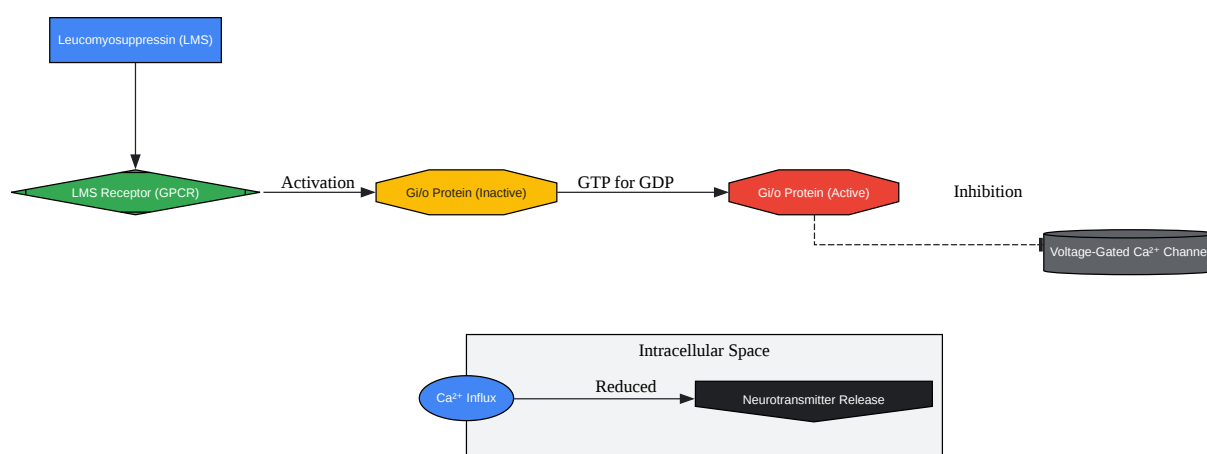 Leucomyosuppressin (LMS)
LMS Receptor (GPCR)
Activation
Gi/o Protein (Inactive)
GTP for GDP
Gi/o Protein (Active)
Inhibition
Voltage-Gated Ca²⁺ Channe
Intracellular Space
Ca²⁺ Influx
Reduced
Neurotransmitter Release